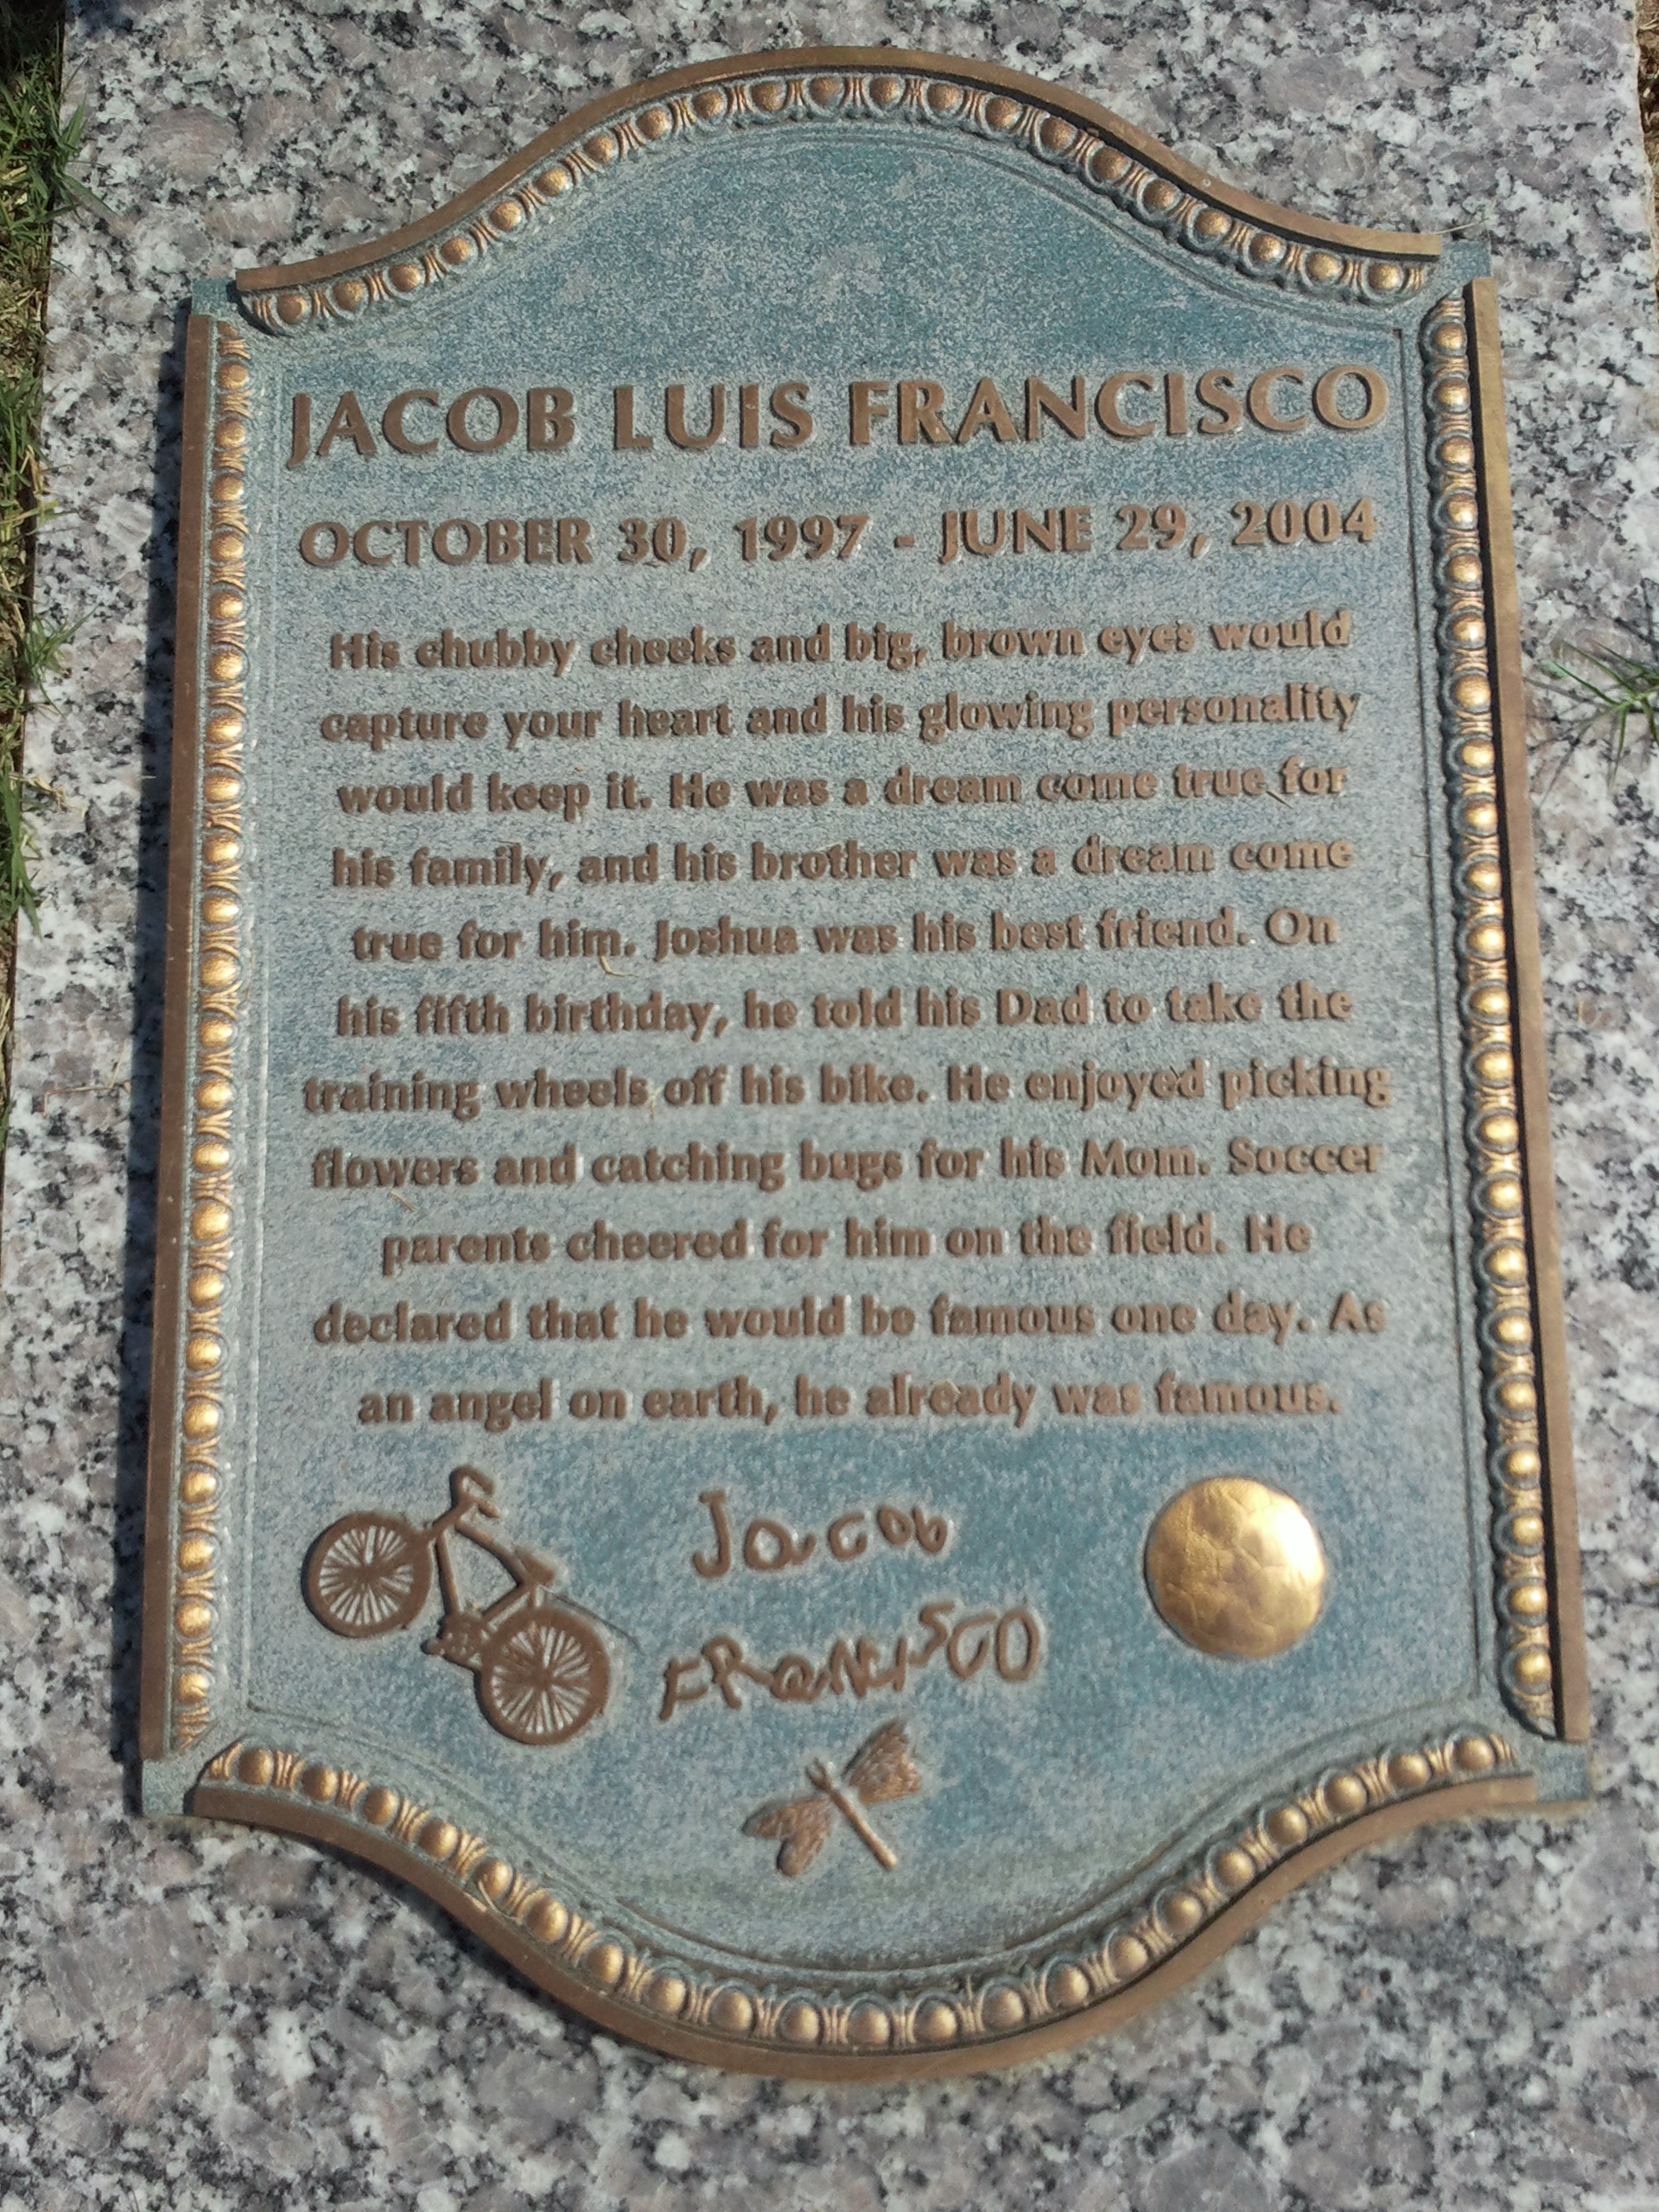 JACOB LUIS FRANCISCO
OCTOBER 30, 1997 - JUNE 29, 2004
His chubby cheeks and big, brown eyes would
capture your heart and his glowing personality
would keep it. He was a dream come true for
his family, and his brother was a dream come
true for him. Joshua was his best friend. On
his fifth birthday, he told his Dad to take the
training wheels off his bike. He enjoyed picking
flowers and catching bugs for his Mom. Soccer
parents cheered for him on the field. He
declared that he would be famous one day. As
an angel on earth, he already was famous.
Jacob
FRaNcisCO